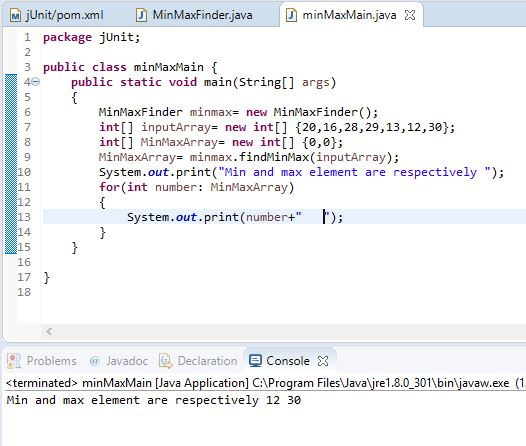 jUnit/pom.xml MinMaxFinder.java minMaxMain.java
1 package jUnit;
2
3 public class minMaxMain {
4 public static void main(String[] args)
5 {
6 MinMaxFinder minmax= new MinMaxFinder();
7 int[] inputArray= new int[] {20,16,28,29,13,12,30};
8 int[] MinMaxArray= new int[] {0,0};
9 MinMaxArray= minmax.findMinMax(inputArray);
10 System.out.print("Min and max element are respectively ");
11 for(int number: MinMaxArray)
12 {
13 System.out.print(number+"   ");
14 }
15 }
16
17 }
18
Problems @ Javadoc Declaration Console
<terminated> minMaxMain [Java Application] C:\Program Files\Java\jre1.8.0_301\bin\javaw.exe (1
Min and max element are respectively 12 30